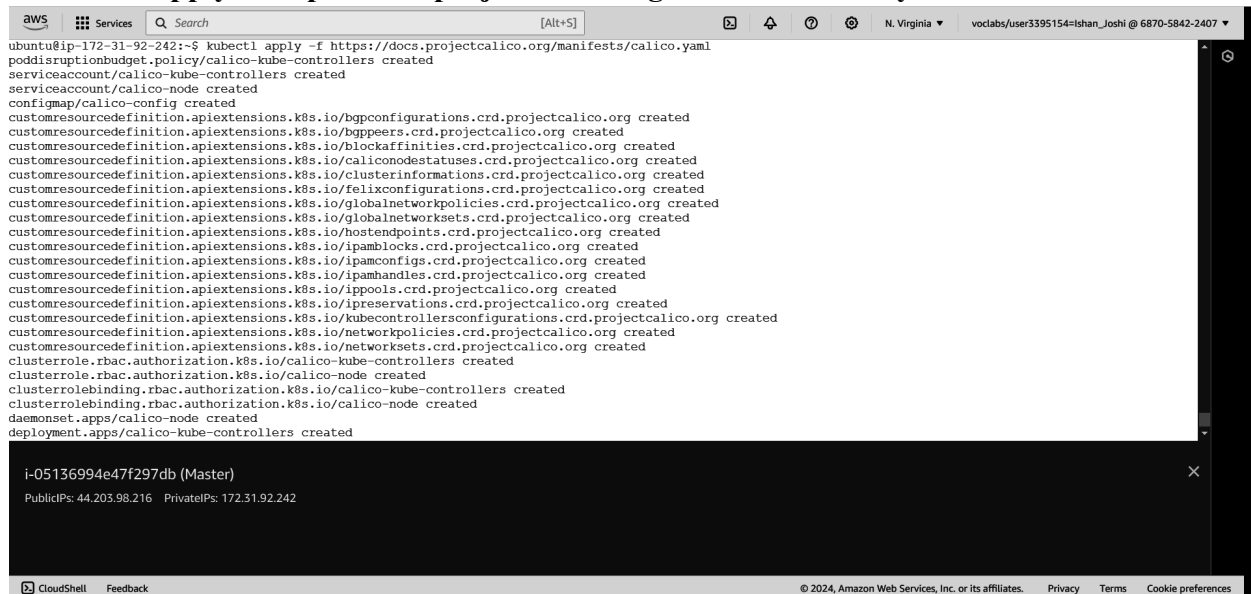 aws Services Search [Alt+S] N. Virginia ▼ voclabs/user3395154=Ishan_Joshi @ 6870-5842-2407 ▼
ubuntu@ip-172-31-92-242:~$ kubectl apply -f https://docs.projectcalico.org/manifests/calico.yaml
poddisruptionbudget.policy/calico-kube-controllers created
serviceaccount/calico-kube-controllers created
serviceaccount/calico-node created
configmap/calico-config created
customresourcedefinition.apiextensions.k8s.io/bgpconfigurations.crd.projectcalico.org created
customresourcedefinition.apiextensions.k8s.io/bgppeers.crd.projectcalico.org created
customresourcedefinition.apiextensions.k8s.io/blockaffinities.crd.projectcalico.org created
customresourcedefinition.apiextensions.k8s.io/caliconodestatuses.crd.projectcalico.org created
customresourcedefinition.apiextensions.k8s.io/clusterinformations.crd.projectcalico.org created
customresourcedefinition.apiextensions.k8s.io/felixconfigurations.crd.projectcalico.org created
customresourcedefinition.apiextensions.k8s.io/globalnetworkpolicies.crd.projectcalico.org created
customresourcedefinition.apiextensions.k8s.io/globalnetworksets.crd.projectcalico.org created
customresourcedefinition.apiextensions.k8s.io/hostendpoints.crd.projectcalico.org created
customresourcedefinition.apiextensions.k8s.io/ipamblocks.crd.projectcalico.org created
customresourcedefinition.apiextensions.k8s.io/ipamconfigs.crd.projectcalico.org created
customresourcedefinition.apiextensions.k8s.io/ipamhandles.crd.projectcalico.org created
customresourcedefinition.apiextensions.k8s.io/ippools.crd.projectcalico.org created
customresourcedefinition.apiextensions.k8s.io/ipreservations.crd.projectcalico.org created
customresourcedefinition.apiextensions.k8s.io/kubecontrollersconfigurations.crd.projectcalico.org created
customresourcedefinition.apiextensions.k8s.io/networkpolicies.crd.projectcalico.org created
customresourcedefinition.apiextensions.k8s.io/networksets.crd.projectcalico.org created
clusterrole.rbac.authorization.k8s.io/calico-kube-controllers created
clusterrole.rbac.authorization.k8s.io/calico-node created
clusterrolebinding.rbac.authorization.k8s.io/calico-kube-controllers created
clusterrolebinding.rbac.authorization.k8s.io/calico-node created
daemonset.apps/calico-node created
deployment.apps/calico-kube-controllers created
i-05136994e47f297db (Master)
PublicIPs: 44.203.98.216 PrivateIPs: 172.31.92.242
CloudShell Feedback © 2024, Amazon Web Services, Inc. or its affiliates. Privacy Terms Cookie preferences